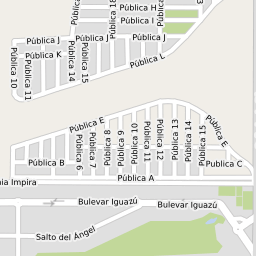 Pública H
Pública I
Pública J
Pública J
Pública K
Pública L
Pública 10
Pública 11
Pública 14
Pública 15
Pública E
Pública E
Pública 6
Pública 7
Pública 8
Pública 9
Pública 10
Pública 11
Pública 12
Pública 13
Pública 14
Pública 15
Pública B
Pública C
Pública A
Bulevar Iguazú
Bulevar Iguazú
Salto del Ángel